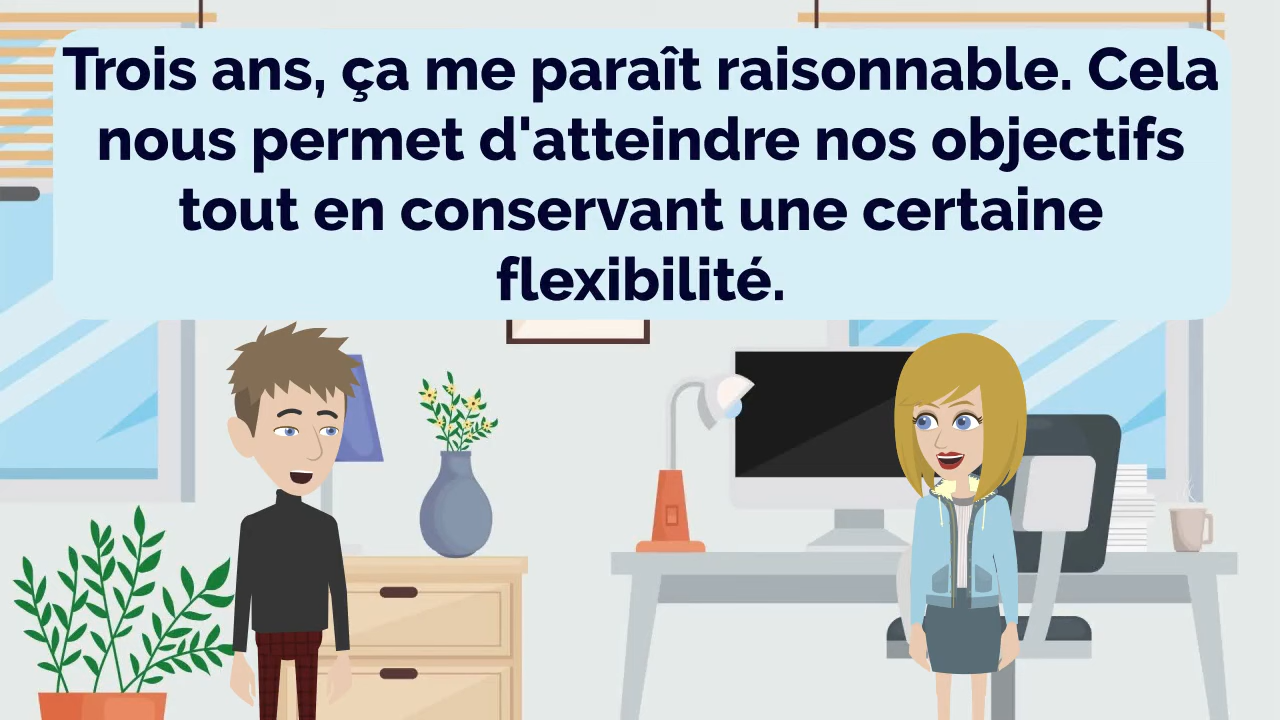 Trois ans, ça me paraît raisonnable. Cela
nous permet d'atteindre nos objectifs
tout en conservant une certaine
flexibilité.